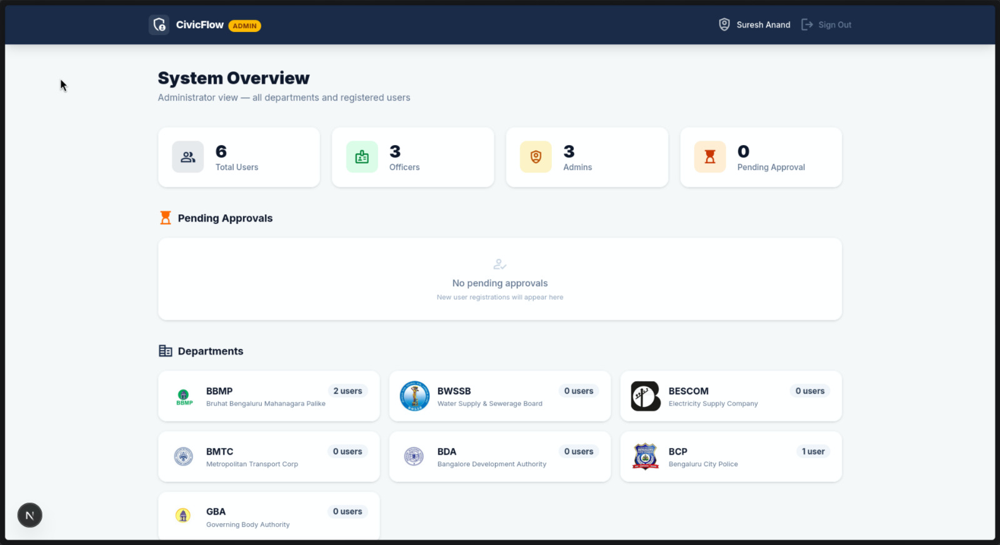 CivicFlow ADMIN
Suresh Anand
Sign Out
System Overview
Administrator view — all departments and registered users
6
Total Users
3
Officers
3
Admins
0
Pending Approval
Pending Approvals
No pending approvals
New user registrations will appear here
Departments
BBMP
BBMP
2 users
Bruhat Bengaluru Mahanagara Palike
BWSSB
0 users
Water Supply & Sewerage Board
BESCOM
0 users
Electricity Supply Company
BMTC
0 users
Metropolitan Transport Corp
BDA
0 users
Bangalore Development Authority
BCP
1 user
Bengaluru City Police
N
GBA
0 users
Governing Body Authority